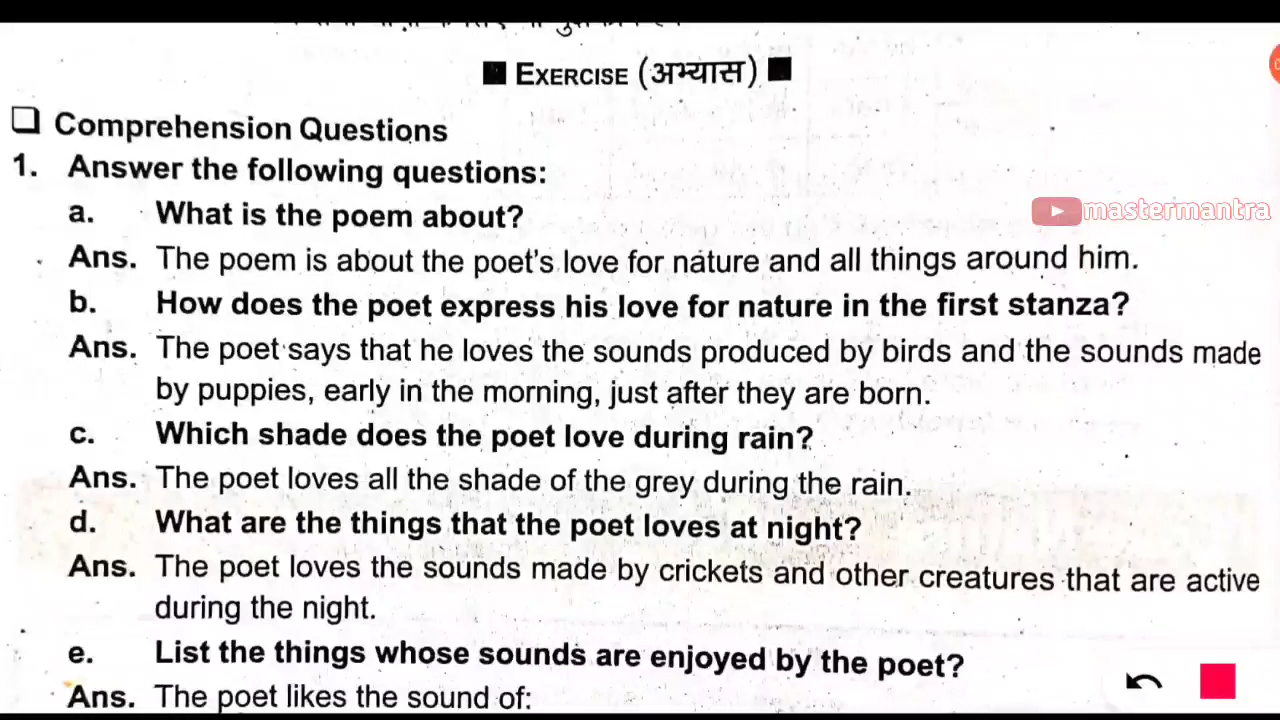 ■ EXERCISE (अभ्यास) ■
❑ Comprehension Questions
1. Answer the following questions:
a. What is the poem about?
mastermantra
Ans. The poem is about the poet's love for nature and all things around him.
b. How does the poet express his love for nature in the first stanza?
Ans. The poet says that he loves the sounds produced by birds and the sounds made
by puppies, early in the morning, just after they are born.
c. Which shade does the poet love during rain?
Ans. The poet loves all the shade of the grey during the rain.
d. What are the things that the poet loves at night?
Ans. The poet loves the sounds made by crickets and other creatures that are active
during the night.
e. List the things whose sounds are enjoyed by the poet?
Ans. The poet likes the sound of: